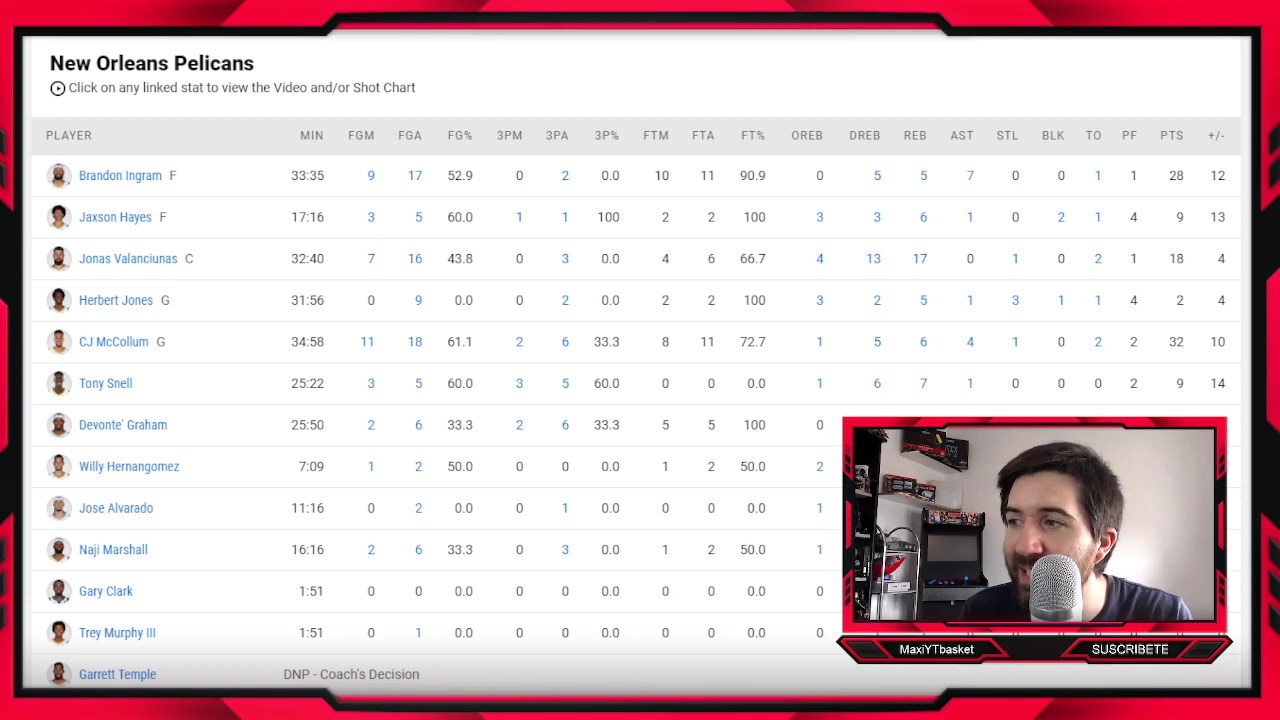 New Orleans Pelicans
Click on any linked stat to view the Video and/or Shot Chart
PLAYER MIN FGM FGA FG% 3PM 3PA 3P% FTM FTA FT% OREB DREB REB AST STL BLK TO PF PTS +/-
Brandon Ingram F 33:35 9 17 52.9 0 2 0.0 10 11 90.9 0 5 5 7 0 0 1 1 28 12
Jaxson Hayes F 17:16 3 5 60.0 1 1 100 2 2 100 3 3 6 1 0 2 1 4 9 13
Jonas Valanciunas C 32:40 7 16 43.8 0 3 0.0 4 6 66.7 4 13 17 0 1 0 2 1 18 4
Herbert Jones G 31:56 0 9 0.0 0 2 0.0 2 2 100 3 2 5 1 3 1 1 4 2 4
CJ McCollum G 34:58 11 18 61.1 2 6 33.3 8 11 72.7 1 5 6 4 1 0 2 2 32 10
Tony Snell 25:22 3 5 60.0 3 5 60.0 0 0 0.0 1 6 7 1 0 0 0 2 9 14
Devonte' Graham 25:50 2 6 33.3 2 6 33.3 5 5 100 0
Willy Hernangomez 7:09 1 2 50.0 0 0 0.0 1 2 50.0 2
Jose Alvarado 11:16 0 2 0.0 0 1 0.0 0 0 0.0 1
Naji Marshall 16:16 2 6 33.3 0 3 0.0 1 2 50.0 1
Gary Clark 1:51 0 0 0.0 0 0 0.0 0 0 0.0 0
Trey Murphy III 1:51 0 1 0.0 0 0 0.0 0 0 0.0 0
Garrett Temple DNP - Coach's Decision
MaxiYTbasket
SUSCRIBETE